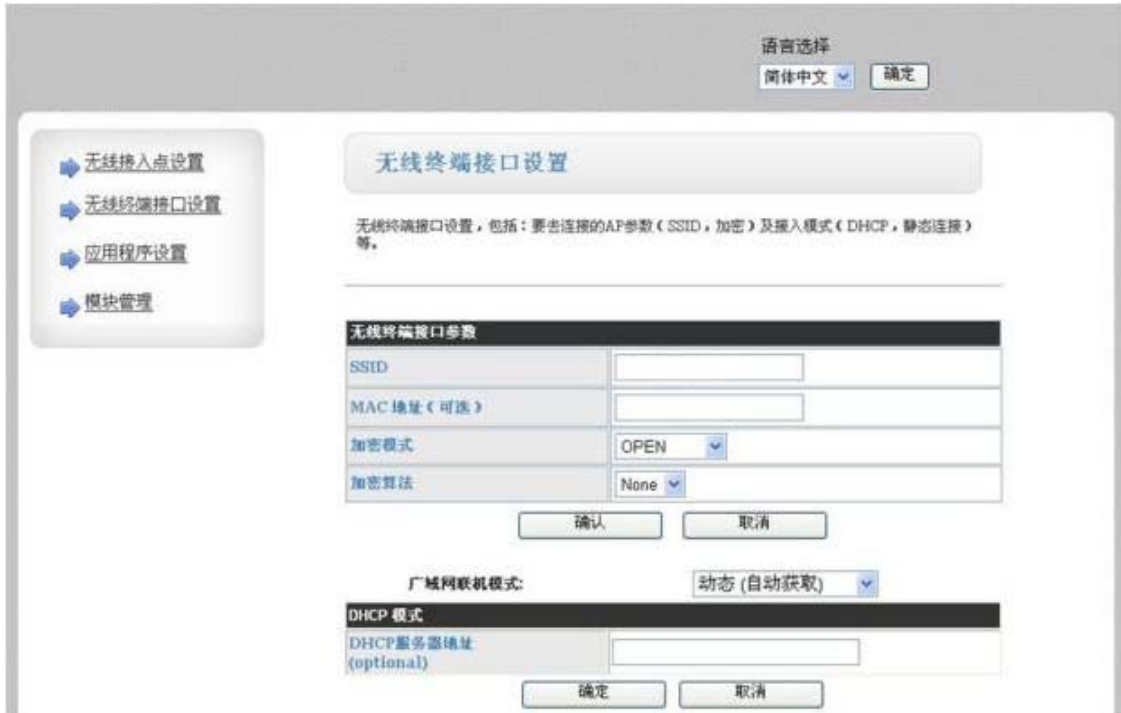 语言选择
简体中文
确定
无线接入点设置
无线终端接口设置
应用程序设置
模块管理
无线终端接口设置
无线终端接口设置，包括：要去连接的AP参数（SSID，加密）及接入模式（DHCP，静态连接）
等。
无线终端接口参数
SSID
MAC 地址（可选）
加密模式
OPEN
加密算法
None
确认
取消
广域网联机模式:
动态 (自动获取)
DHCP 模式
DHCP服务器地址
(optional)
确定
取消